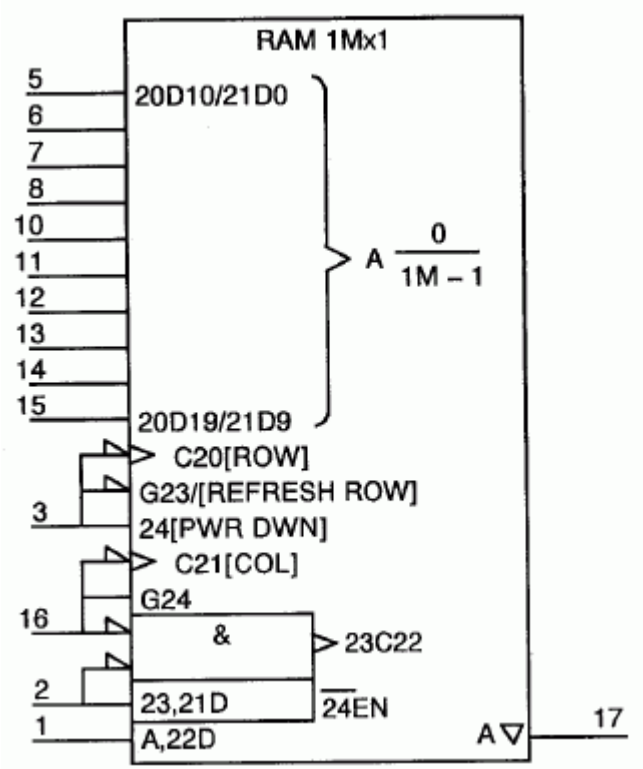 RAM 1Mx1
5
20D10/21D0
6
7
8
10
A 0
11
1M – 1
12
13
14
15
20D19/21D9
C20[ROW]
G23/[REFRESH ROW]
3
24[PWR DWN]
C21[COL]
G24
16
&
23C22
2
23,21D
24EN
1
A,22D
A
17